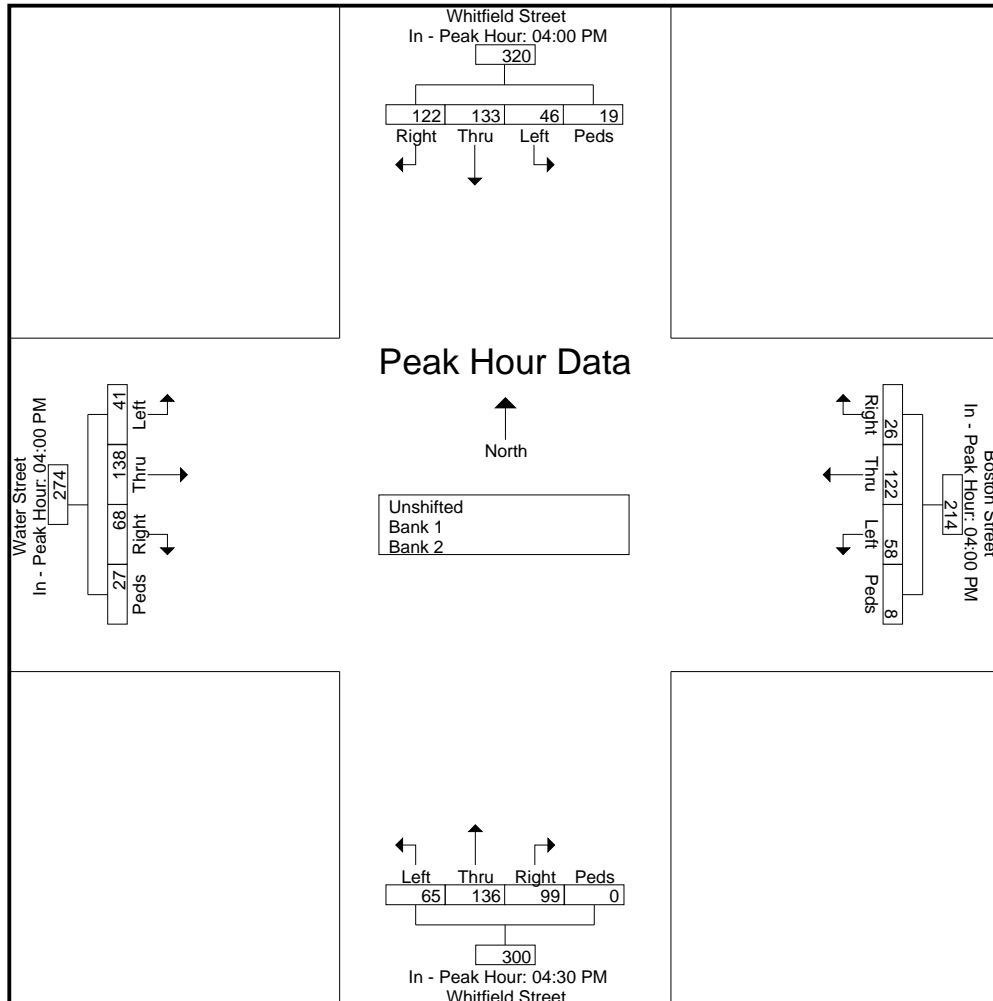 Whitfield Street
In - Peak Hour: 04:00 PM
320
122 133 46 19
Right Thru Left Peds
Peak Hour Data
North
Unshifted
Bank 1
Bank 2
Water Street
In - Peak Hour: 04:00 PM
274
41 138 68 27
Left Thru Right Peds
Boston Street
In - Peak Hour: 04:00 PM
214
26 122 58 8
Right Thru Left Peds
Left Thru Right Peds
65 136 99 0
300
In - Peak Hour: 04:30 PM
Whitfield Street